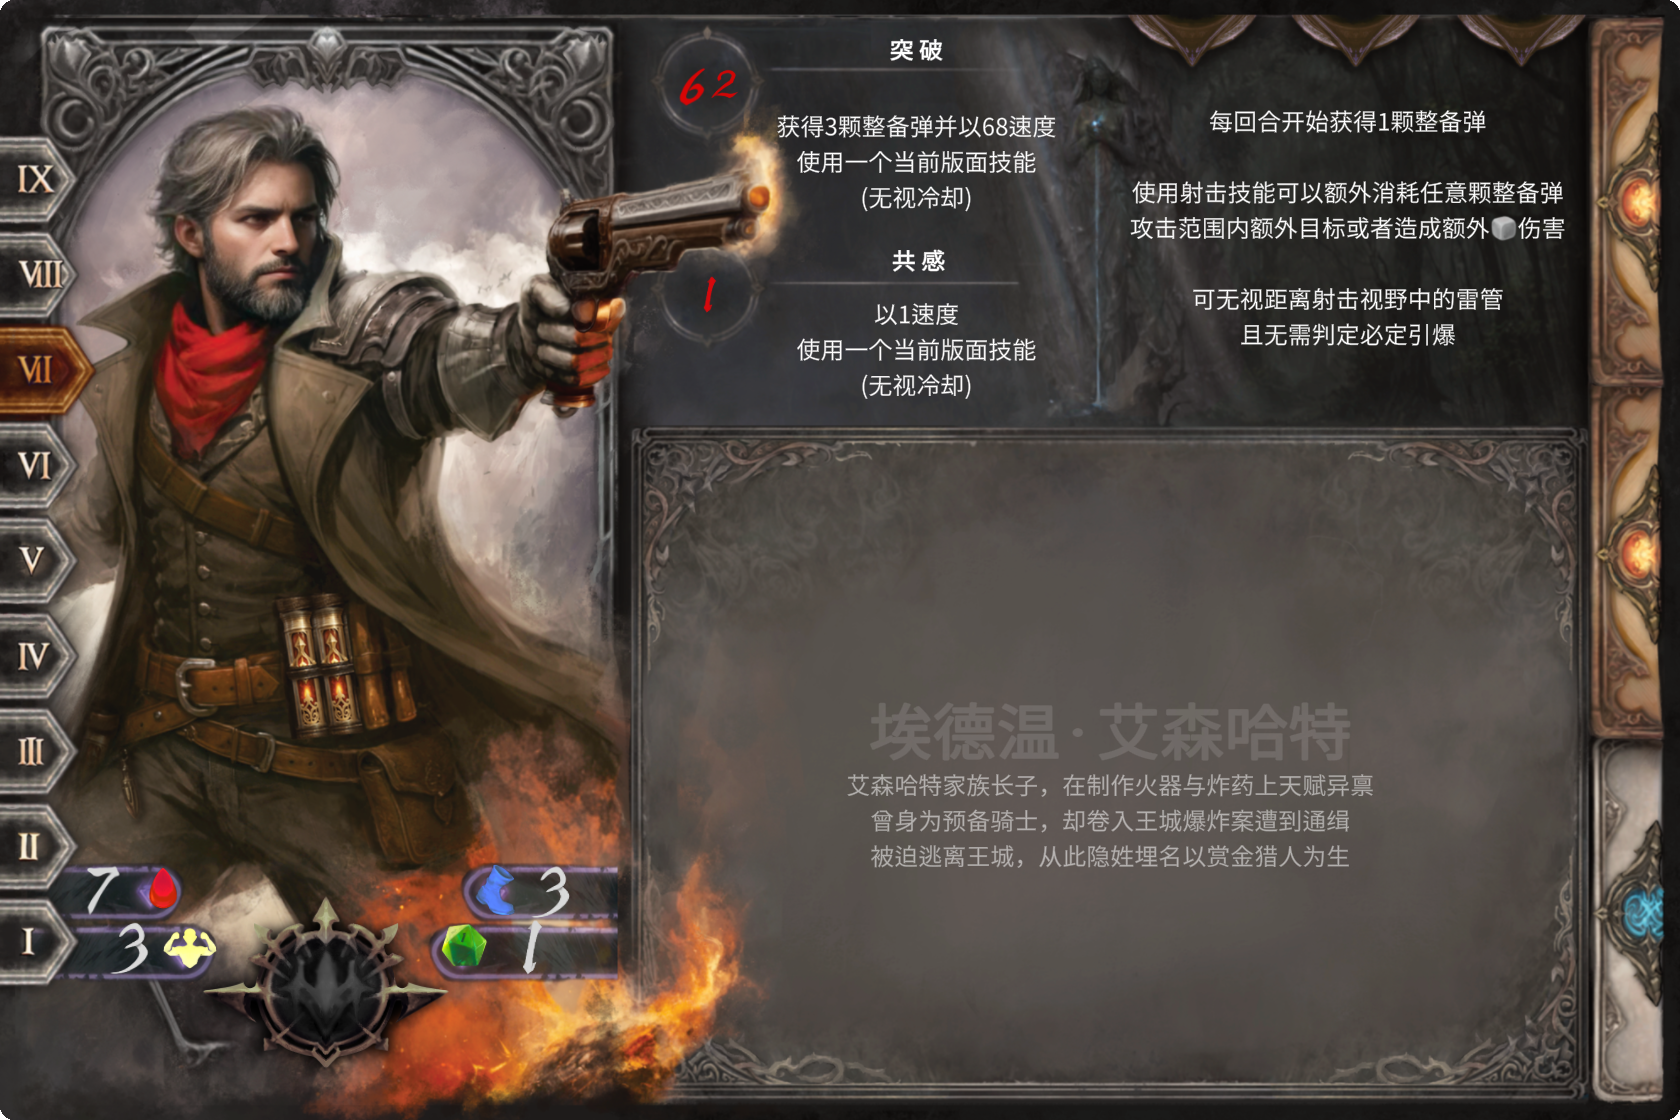 IX
VIII
VII
VI
V
IV
III
II
I
7
3
3
1
62
突破
获得3颗整备弹并以68速度
使用一个当前版面技能
(无视冷却)
1
共感
以1速度
使用一个当前版面技能
(无视冷却)
每回合开始获得1颗整备弹
使用射击技能可以额外消耗任意颗整备弹
攻击范围内额外目标或者造成额外伤害
可无视距离射击视野中的雷管
且无需判定必定引爆
埃德温·艾森哈特
艾森哈特家族长子，在制作火器与炸药上天赋异禀
曾身为预备骑士，却卷入王城爆炸案遭到通缉
被迫逃离王城，从此隐姓埋名以赏金猎人为生